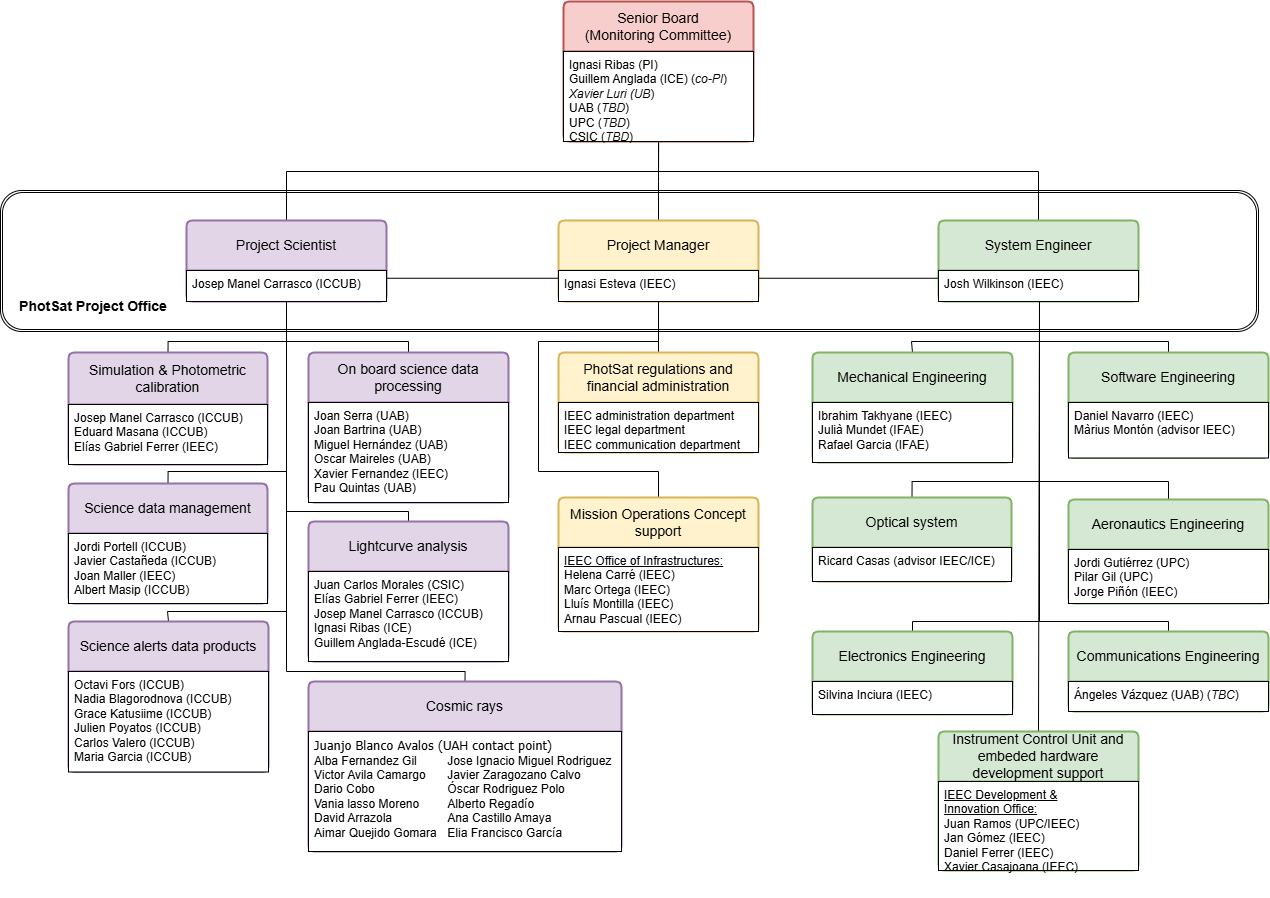 Senior Board
(Monitoring Committee)
Ignasi Ribas (PI)
Guillem Anglada (ICE) (co-PI)
Xavier Luri (UB)
UAB (TBD)
UPC (TBD)
CSIC (TBD)
PhotSat Project Office
Project Scientist
Josep Manel Carrasco (ICCUB)
Project Manager
Ignasi Esteva (IEEC)
System Engineer
Josh Wilkinson (IEEC)
Simulation & Photometric
calibration
Josep Manel Carrasco (ICCUB)
Eduard Masana (ICCUB)
Elías Gabriel Ferrer (IEEC)
On board science data
processing
Joan Serra (UAB)
Joan Bartrina (UAB)
Miguel Hernández (UAB)
Oscar Maireles (UAB)
Xavier Fernandez (IEEC)
Pau Quintas (UAB)
Science data management
Jordi Portell (ICCUB)
Javier Castañeda (ICCUB)
Joan Maller (IEEC)
Albert Masip (ICCUB)
Lightcurve analysis
Juan Carlos Morales (CSIC)
Elías Gabriel Ferrer (IEEC)
Josep Manel Carrasco (ICCUB)
Ignasi Ribas (ICE)
Guillem Anglada-Escudé (ICE)
Science alerts data products
Octavi Fors (ICCUB)
Nadia Blagorodnova (ICCUB)
Grace Katusiime (ICCUB)
Julien Poyatos (ICCUB)
Carlos Valero (ICCUB)
Maria Garcia (ICCUB)
Cosmic rays
Juanjo Blanco Avalos (UAH contact point)
Alba Fernandez Gil
Victor Avila Camargo
Dario Cobo
Vania Iasso Moreno
David Arrazola
Aimar Quejido Gomara
Jose Ignacio Miguel Rodriguez
Javier Zaragozano Calvo
Óscar Rodriguez Polo
Alberto Regadío
Ana Castillo Amaya
Elia Francisco García
PhotSat regulations and
financial administration
IEEC administration department
IEEC legal department
IEEC communication department
Mission Operations Concept
support
IEEC Office of Infrastructures:
Helena Carré (IEEC)
Marc Ortega (IEEC)
Lluís Montilla (IEEC)
Arnau Pascual (IEEC)
Mechanical Engineering
Ibrahim Takhyane (IEEC)
Julià Mundet (IFAE)
Rafael Garcia (IFAE)
Software Engineering
Daniel Navarro (IEEC)
Màrius Montón (advisor IEEC)
Optical system
Ricard Casas (advisor IEEC/ICE)
Aeronautics Engineering
Jordi Gutiérrez (UPC)
Pilar Gil (UPC)
Jorge Piñón (IEEC)
Electronics Engineering
Silvina Inciura (IEEC)
Communications Engineering
Ángeles Vázquez (UAB) (TBC)
Instrument Control Unit and
embeded hardware
development support
IEEC Development &
Innovation Office:
Juan Ramos (UPC/IEEC)
Jan Gómez (IEEC)
Daniel Ferrer (IEEC)
Xavier Casajoana (IEEC)